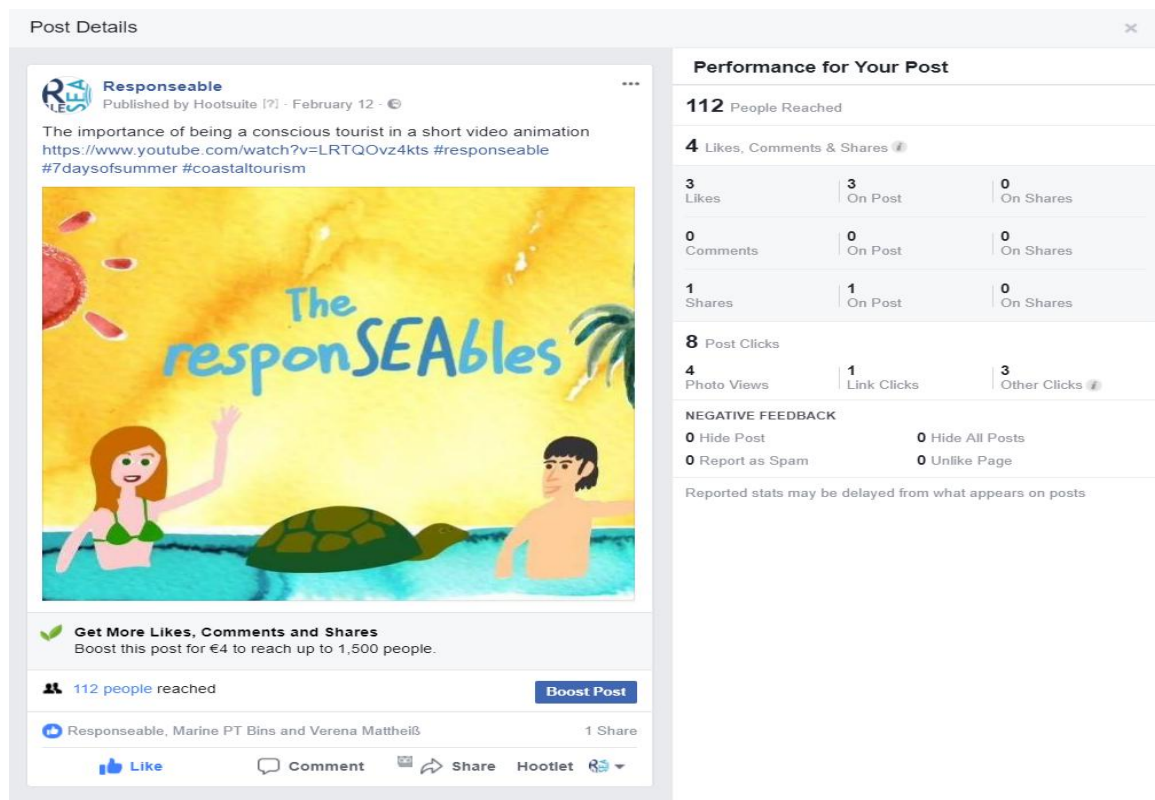 Post Details
Responseable
Published by Hootsuite [?] · February 12 ·
The importance of being a conscious tourist in a short video animation
https://www.youtube.com/watch?v=LRTQOvz4kts #responseable
#7daysofsummer #coastaltourism
The
responSEAbles
Get More Likes, Comments and Shares
Boost this post for €4 to reach up to 1,500 people.
112 people reached
Boost Post
Responseable, Marine PT Bins and Verena Mattheiß
1 Share
Like Comment Share Hootlet
Performance for Your Post
112 People Reached
4 Likes, Comments & Shares
3 3 0
Likes On Post On Shares
0 0 0
Comments On Post On Shares
1 1 0
Shares On Post On Shares
8 Post Clicks
4 1 3
Photo Views Link Clicks Other Clicks
NEGATIVE FEEDBACK
0 Hide Post 0 Hide All Posts
0 Report as Spam 0 Unlike Page
Reported stats may be delayed from what appears on posts